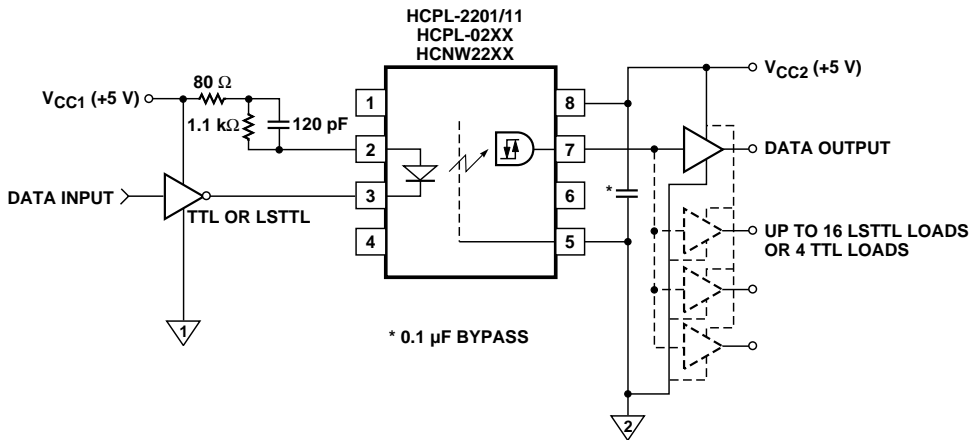 HCPL-2201/11
HCPL-02XX
HCNW22XX
80 Ω
VCC1 (+5 V)
1.1 kΩ
120 pF
1
2
3
4
8
7
6
5
VCC2 (+5 V)
DATA OUTPUT
*
DATA INPUT
TTL OR LSTTL
UP TO 16 LSTTL LOADS
OR 4 TTL LOADS
1
* 0.1 µF BYPASS
2